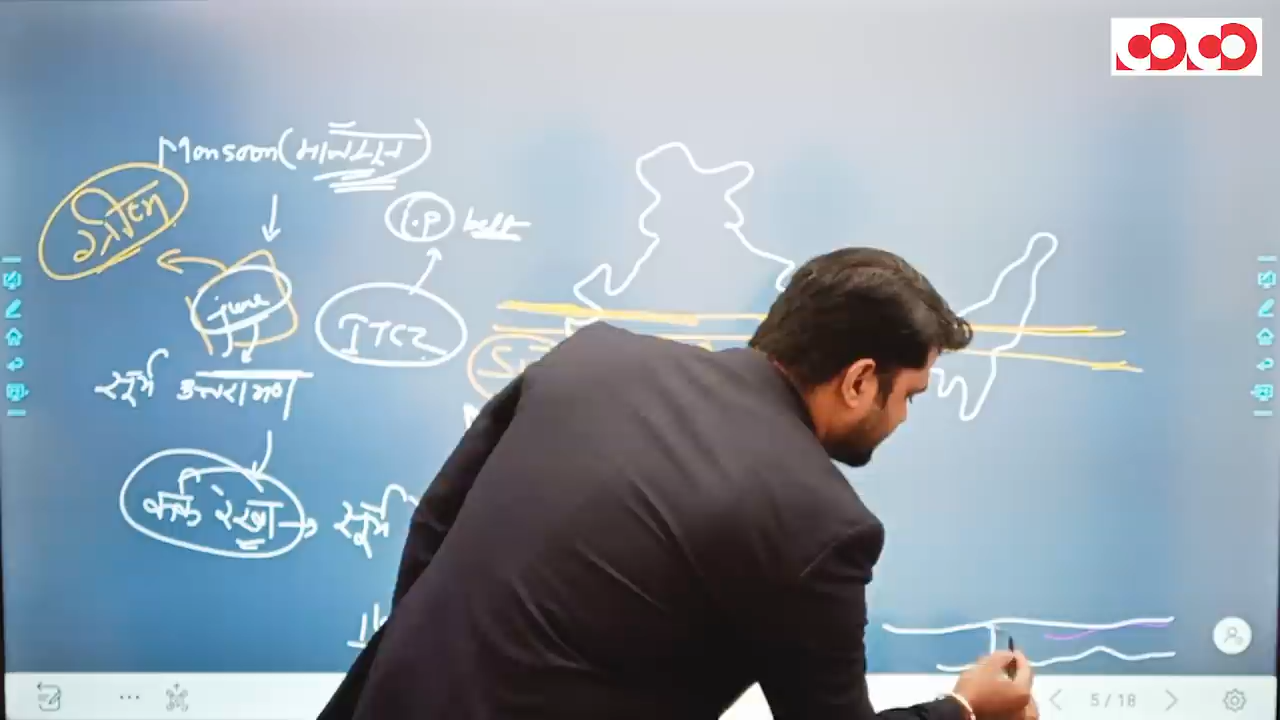 Monsoon (मानसून)
L.P belt
june
ITCZ
सूर्य उत्तरायण
कर्क रेखा → सूर्य
5 / 18